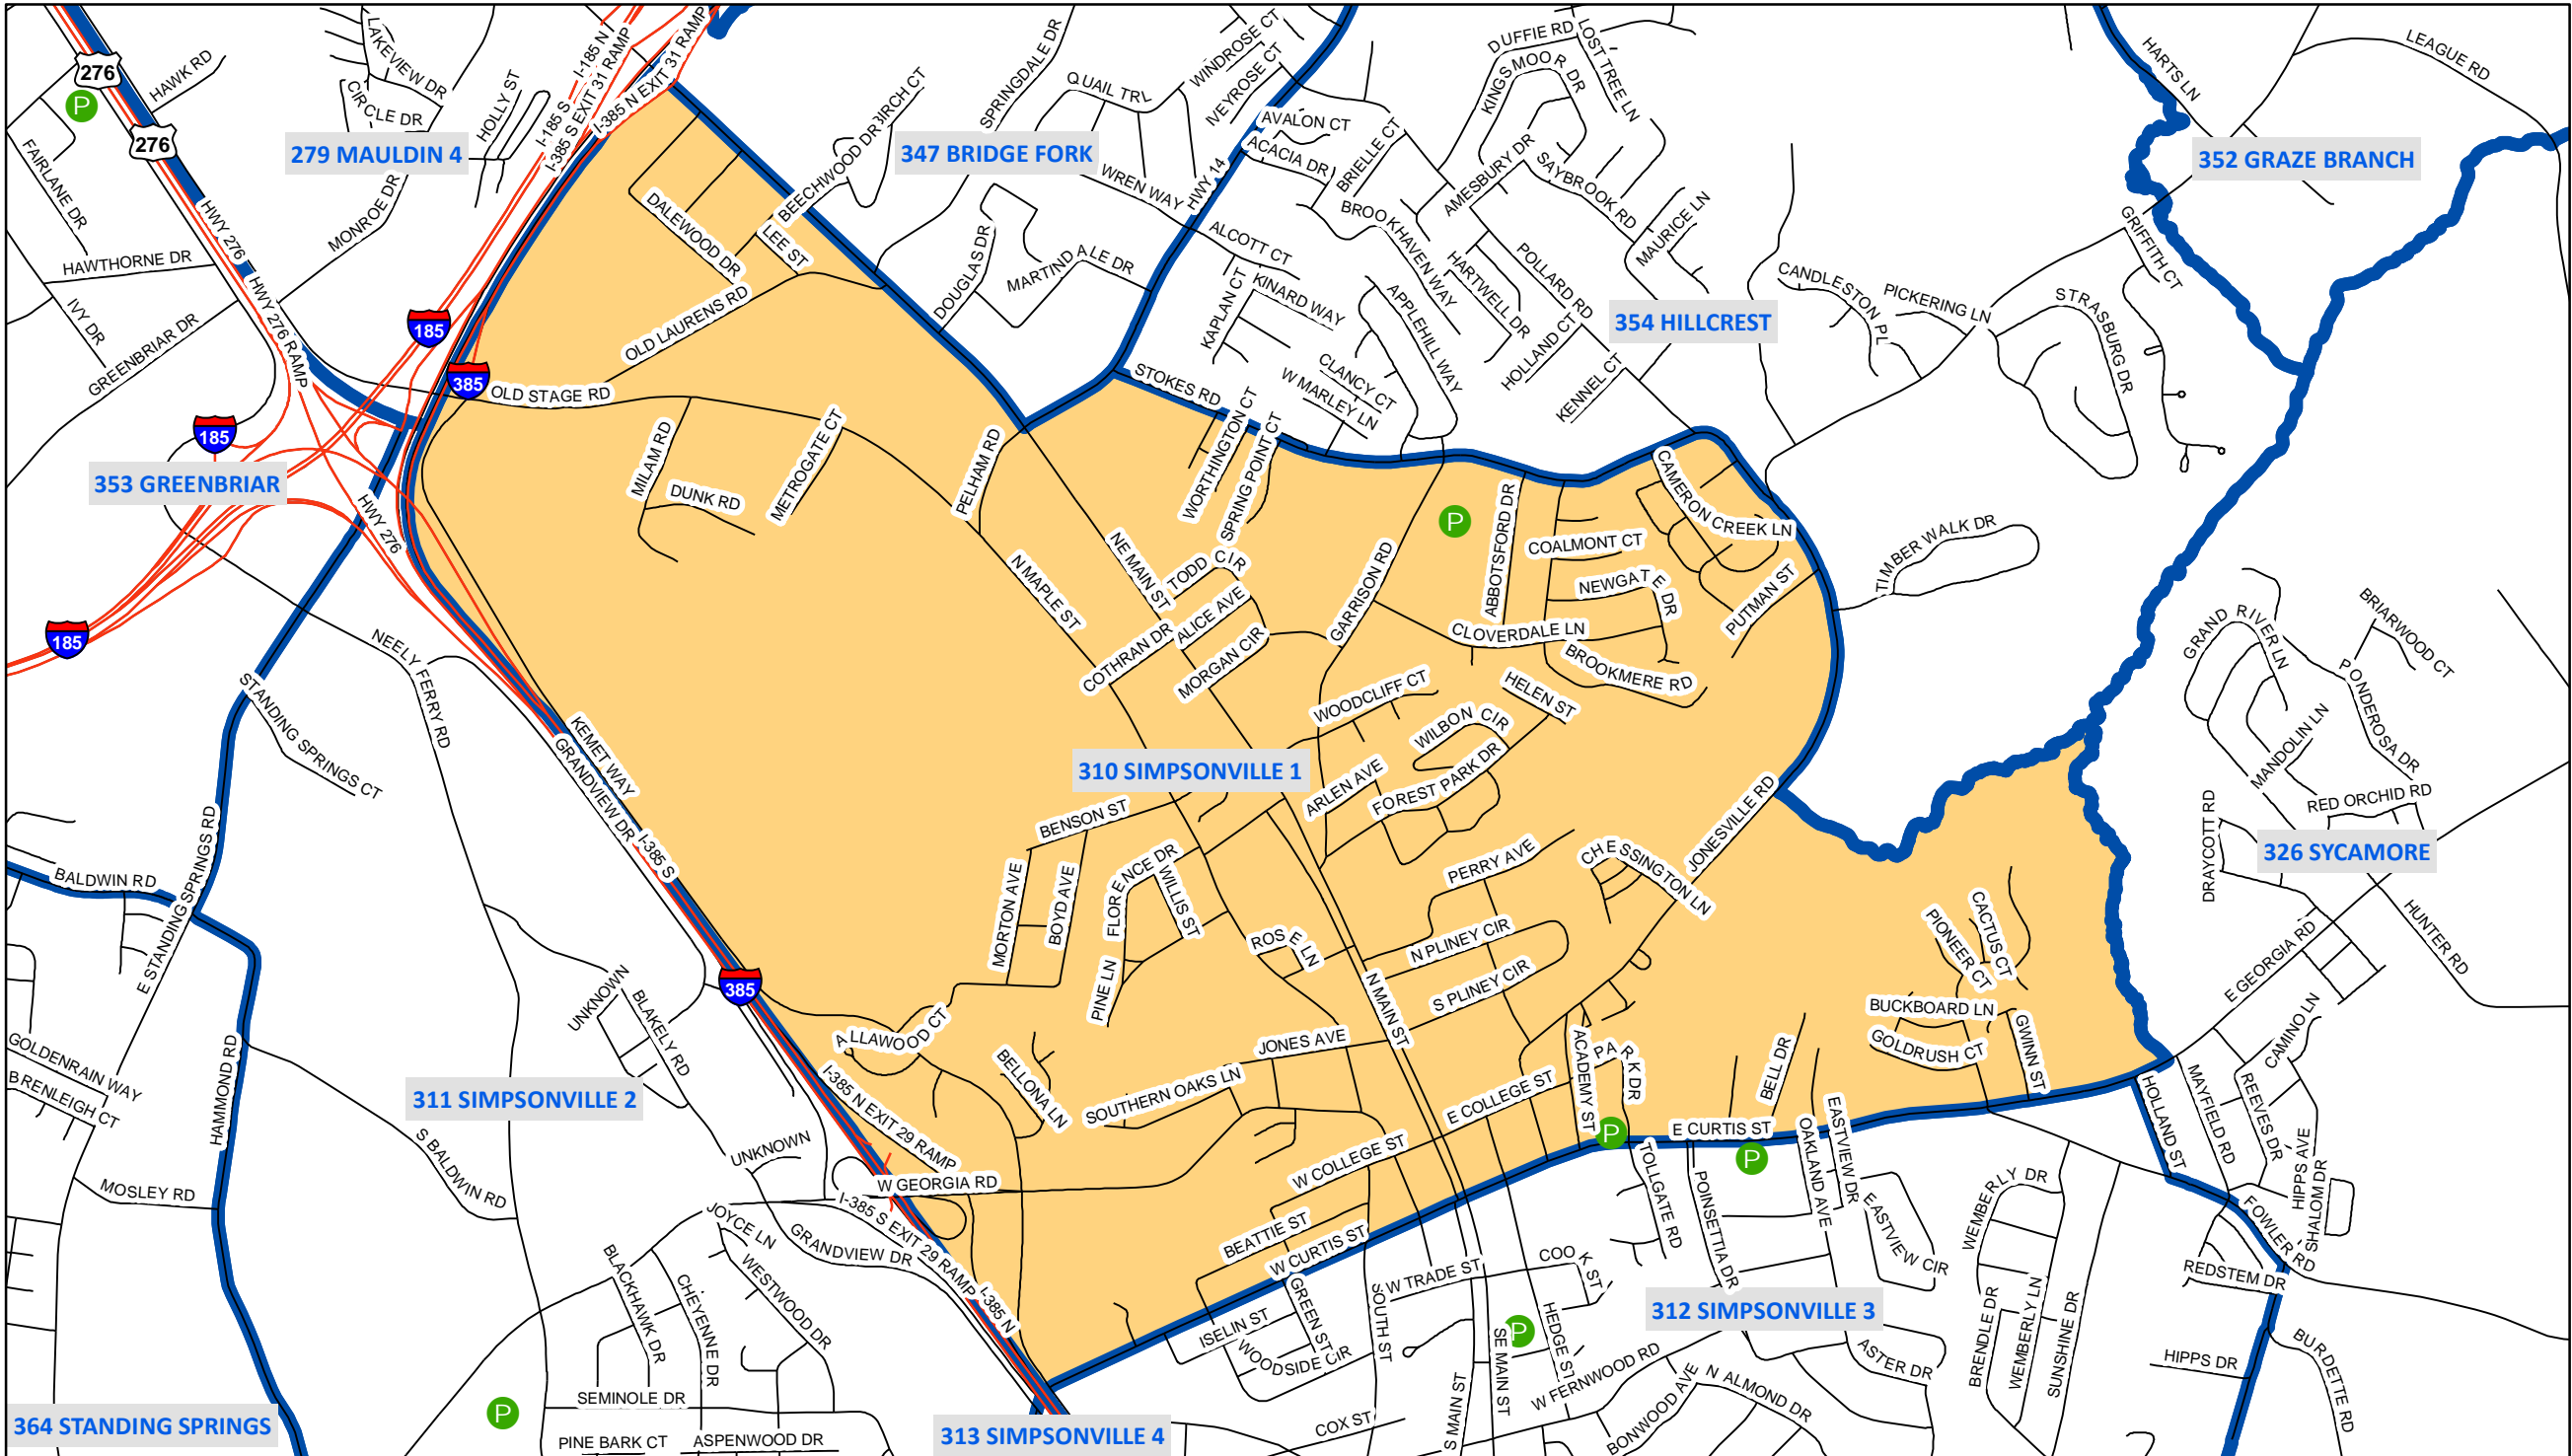 276
HAWK RD
LAKEVIEW DR
CIRCLE DR
HOLLY ST
I-185 S
I-185 N
I-385 S EXIT 31 RAMP
I-385 N EXIT 31 RAMP
BIRCH CT
BEECHWOOD DR
SPRINGDALE DR
QUAIL TRL
WINDROSE CT
IVEYROSE CT
DUFFIE RD
LOST TREE LN
KINGSMOOR DR
HARTS LN
LEAGUE RD
P
276
279 MAULDIN 4
347 BRIDGE FORK
352 GRAZE BRANCH
AVALON CT
ACACIA DR
BRIELLE CT
AMESBURY DR
SAYBROOK RD
MAURICE LN
FAIRLANE DR
MONROE DR
HWY 276
HWY 276 RAMP
HAWTHORNE DR
IVY DR
GREENBRIAR DR
DALEWOOD DR
LEE ST
OLD LAURENS RD
DOUGLAS DR
MARTINDALE DR
WREN WAY
HWY 14
ALCOTT CT
KAPLAN CT
KINARD WAY
BROOKHAVEN WAY
HARTWELL DR
POLLARD RD
HOLLAND CT
APPLEHILL WAY
CLANCY CT
W MARLEY LN
KENNEL CT
354 HILLCREST
CANDLESTON PL
PICKERING LN
STRASBURG DR
GRIFFITH CT
185
385
185
OLD STAGE RD
STOKES RD
353 GREENBRIAR
HWY 276
MILAM RD
DUNK RD
METROGATE CT
PELHAM RD
WORTHINGTON CT
SPRING POINT CT
P
ABBOTSFORD DR
CAMERON CREEK LN
COALMONT CT
NEWGATE DR
PUTMAN ST
TIMBER WALK DR
185
NEELY FERRY RD
STANDING SPRINGS CT
N MAPLE ST
NE MAIN ST
TODD CIR
ALICE AVE
COTHRAN DR
MORGAN CIR
GARRISON RD
CLOVERDALE LN
BROOKMERE RD
HELEN ST
WOODCLIFF CT
WILBON CIR
FOREST PARK DR
ARLEN AVE
GRAND RIVER LN
BRIARWOOD CT
PONDEROSA DR
MANDOLIN LN
RED ORCHID RD
DRAYCOTT RD
326 SYCAMORE
HUNTER RD
KEMET WAY
GRANDVIEW DR
I-385 S
310 SIMPSONVILLE 1
BENSON ST
JONESVILLE RD
E STANDING SPRINGS RD
BALDWIN RD
MORTON AVE
BOYD AVE
FLORENCE DR
WILLIS ST
PINE LN
ROSE LN
PERRY AVE
CHESSINGTON LN
N PLINEY CIR
S PLINEY CIR
N MAIN ST
PIONEER CT
CACTUS CT
E GEORGIA RD
385
UNKNOWN
BLAKELY RD
ALLAWOOD CT
BELLONA LN
JONES AVE
SOUTHERN OAKS LN
BUCKBOARD LN
GOLDRUSH CT
GWINN ST
CAMINO LN
GOLDENRAIN WAY
BRENLEIGH CT
HAMMOND RD
311 SIMPSONVILLE 2
S BALDWIN RD
UNKNOWN
I-385 N EXIT 29 RAMP
W GEORGIA RD
W COLLEGE ST
E COLLEGE ST
ACADEMY ST
PARK DR
BELL DR
P
E CURTIS ST
P
OAKLAND AVE
EASTVIEW DR
HOLLAND ST
MAYFIELD RD
REEVES DR
HIPPS AVE
SHALOM DR
FOWLER RD
MOSLEY RD
JOYCE LN
GRANDVIEW DR
I-385 S EXIT 29 RAMP
I-385 N
BEATTIE ST
W CURTIS ST
TOLLGATE RD
POINSETTIA DR
EASTVIEW CIR
WEMBERLY DR
BLACKHAWK DR
CHEYENNE DR
WESTWOOD DR
ISELIN ST
GREEN ST
WOODSIDE CIR
SOUTH ST
W TRADE ST
COOK ST
HEDGE ST
P
SE MAIN ST
S MAIN ST
312 SIMPSONVILLE 3
BRENDLE DR
WEMBERLY LN
SUNSHINE DR
REDSTEM DR
HIPPS DR
BURDETTE RD
ASTER DR
SEMINOLE DR
P
364 STANDING SPRINGS
PINE BARK CT
ASPENWOOD DR
313 SIMPSONVILLE 4
COX ST
W FERNWOOD RD
BONWOOD AVE
N ALMOND DR